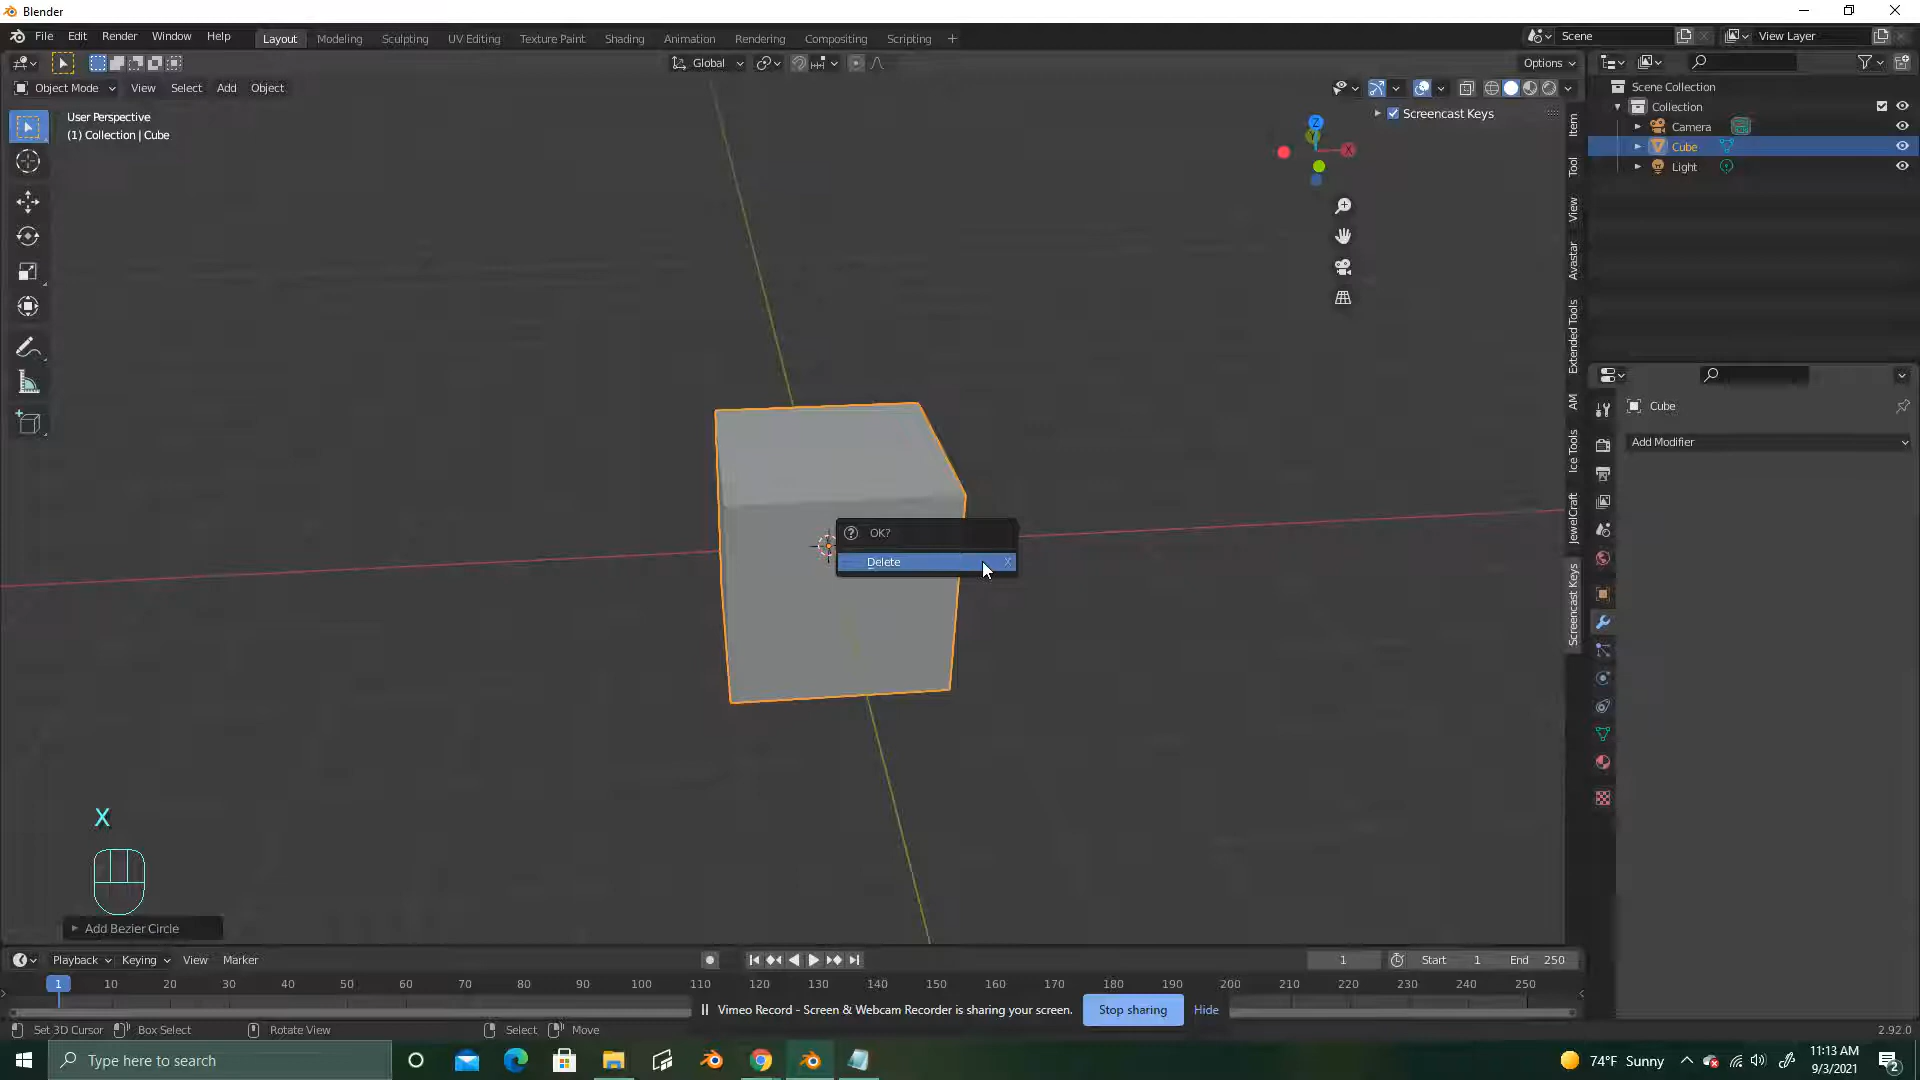 Blender
File Edit Render Window Help Layout Modeling Sculpting UV Editing Texture Paint Shading Animation Rendering Compositing Scripting + Scene View Layer
Global Options
Object Mode View Select Add Object
User Perspective
(1) Collection | Cube
Screencast Keys
Z
Y
X
Item
Tool
View
Avastar
Extended Tools
AM
Ice Tools
JewelCraft
Screencast Keys
Scene Collection
Collection
Camera
Cube
Light
Cube
Add Modifier
OK?
Delete X
X
Add Bezier Circle
Playback Keying View Marker 1 Start 1 End 250
1 10 20 30 40 50 60 70 80 90 100 110 120 130 140 150 160 170 180 190 200 210 220 230 240 250
Vimeo Record - Screen & Webcam Recorder is sharing your screen. Stop sharing Hide
Set 3D Cursor Box Select Rotate View Select Move 2.92.0
Type here to search 74°F Sunny 11:13 AM
9/3/2021
2